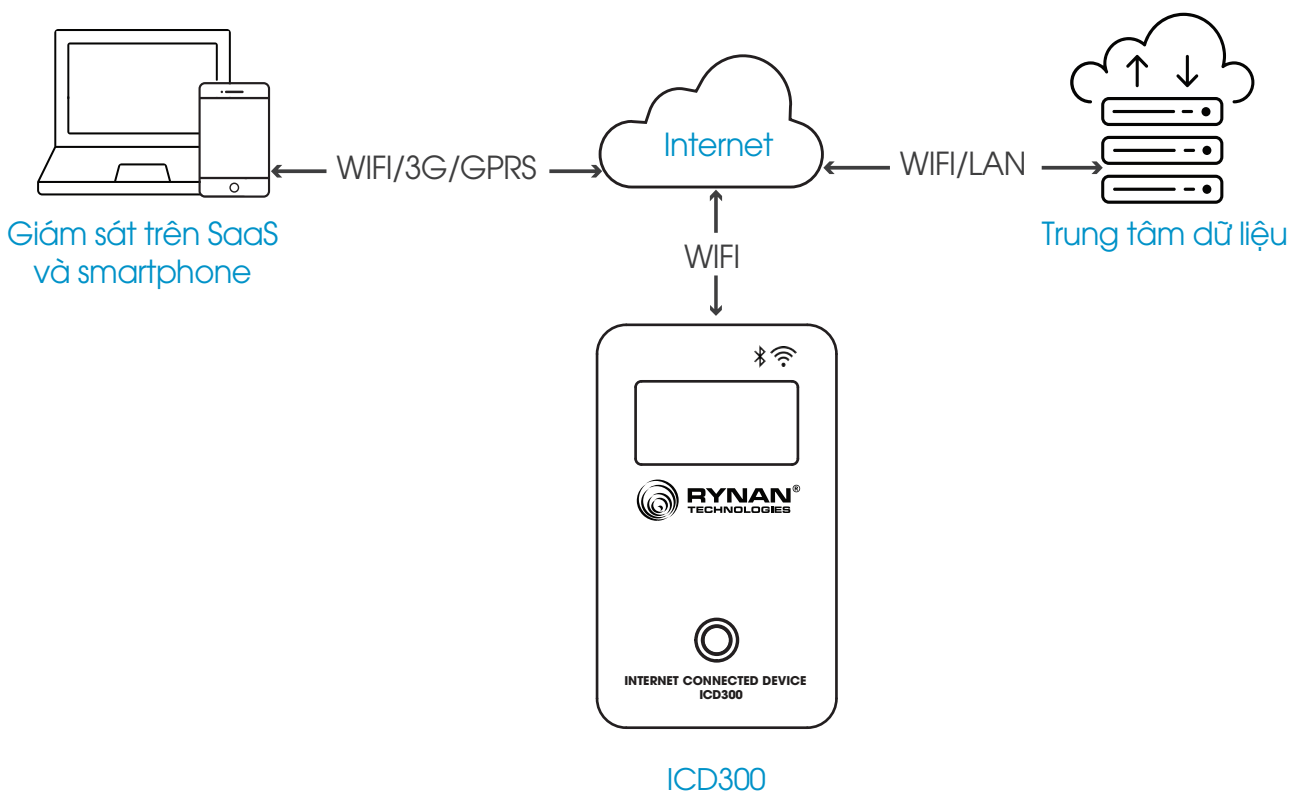 Internet
WIFI/3G/GPRS
WIFI/LAN
Giám sát trên SaaS
và smartphone
Trung tâm dữ liệu
WIFI
RYNAN®
TECHNOLOGIES
INTERNET CONNECTED DEVICE
ICD300
ICD300